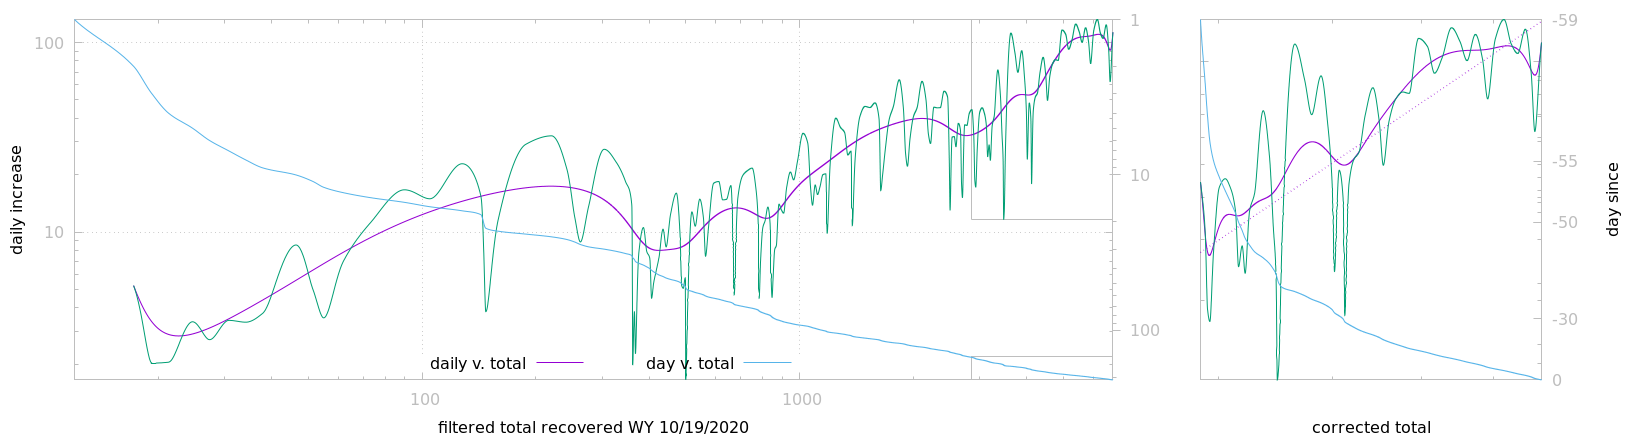 100
10
daily increase
daily v. total
day v. total
100
1000
filtered total recovered WY 10/19/2020
1
10
100
-59
-55
-50
-30
0
day since
corrected total